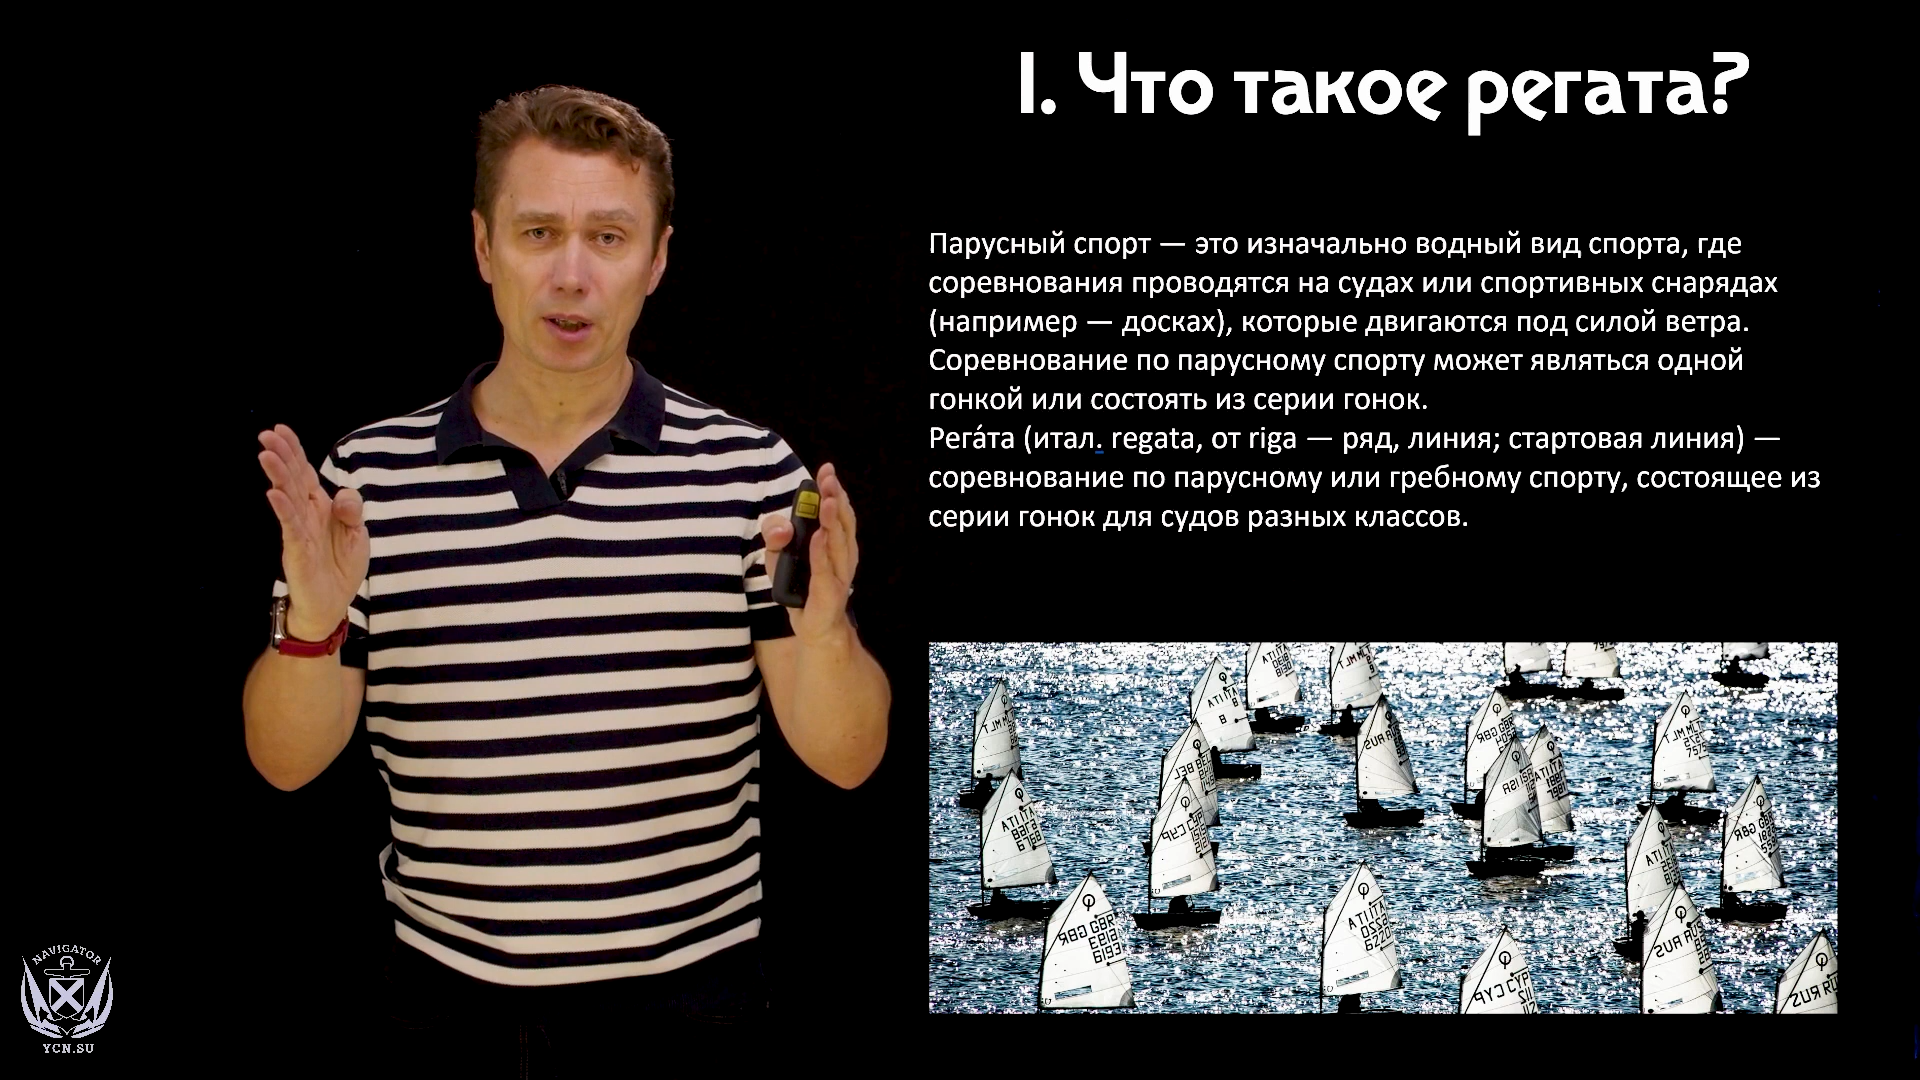 I. Что такое регата?
Парусный спорт — это изначально водный вид спорта, где
соревнования проводятся на судах или спортивных снарядах
(например — досках), которые двигаются под силой ветра.
Соревнование по парусному спорту может являться одной
гонкой или состоять из серии гонок.
Рега́та (итал. regata, от riga — ряд, линия; стартовая линия) —
соревнование по парусному или гребному спорту, состоящее из
серии гонок для судов разных классов.
NAVIGATOR
YCN.SU